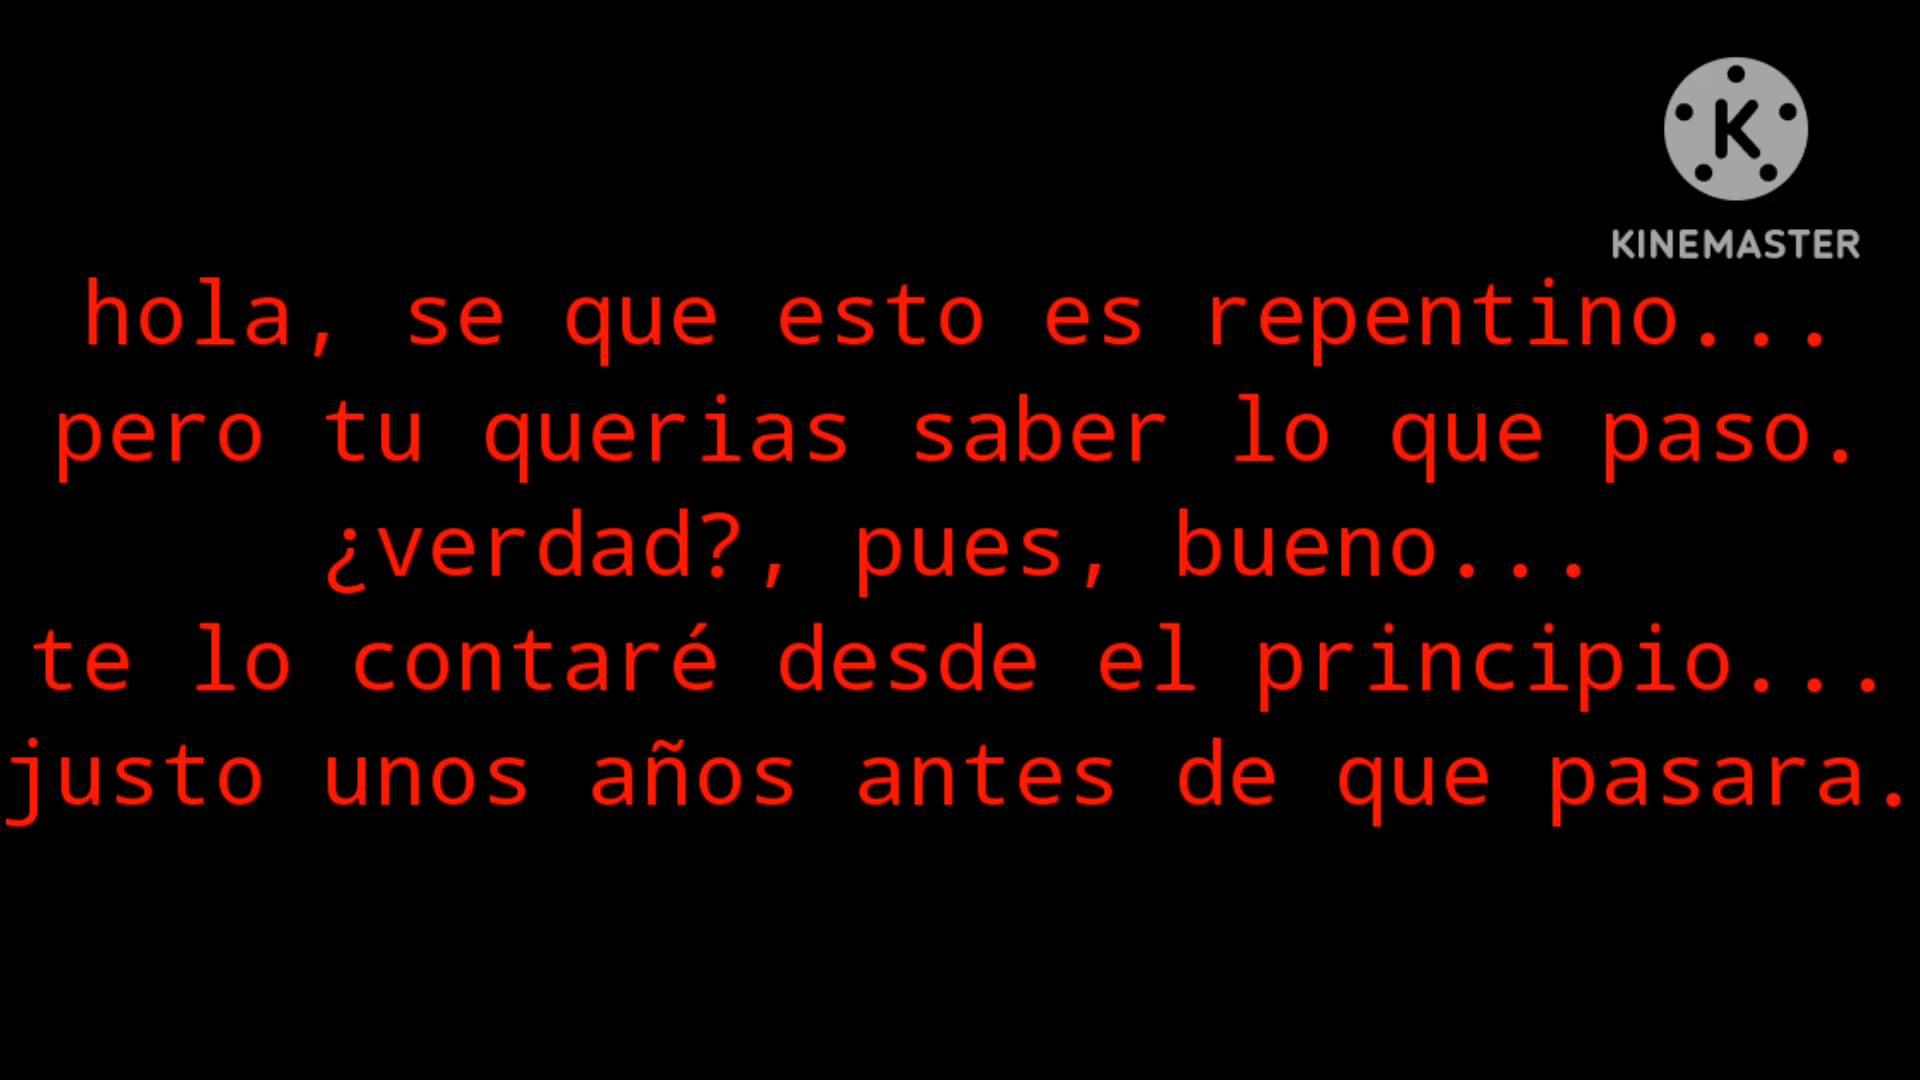 K
KINEMASTER
hola, se que esto es repentino...
pero tu querias saber lo que paso.
¿verdad?, pues, bueno...
te lo contaré desde el principio...
justo unos años antes de que pasara.